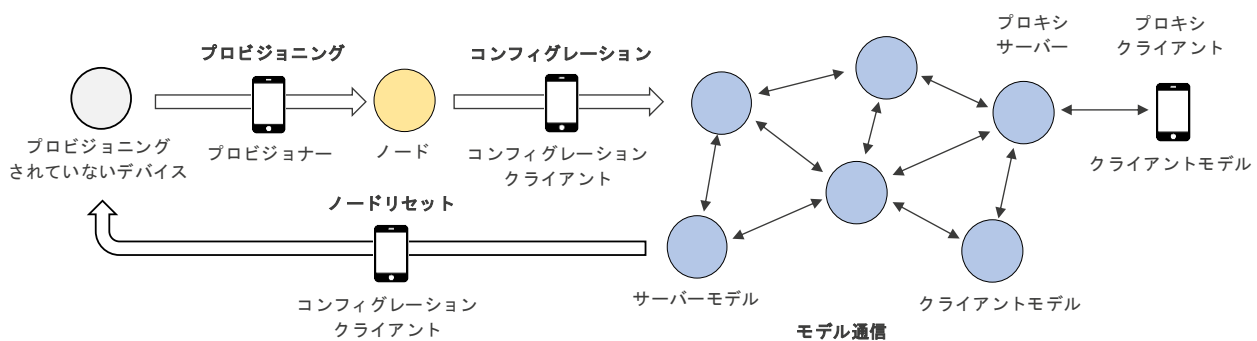 プロビジョニング
コンフィグレーション
プロキシ
サーバー
プロキシ
クライアント
プロビジョニング
されていないデバイス
プロビジョナー
ノード
コンフィグレーション
クライアント
クライアントモデル
ノードリセット
コンフィグレーション
クライアント
サーバーモデル
クライアントモデル
モデル通信